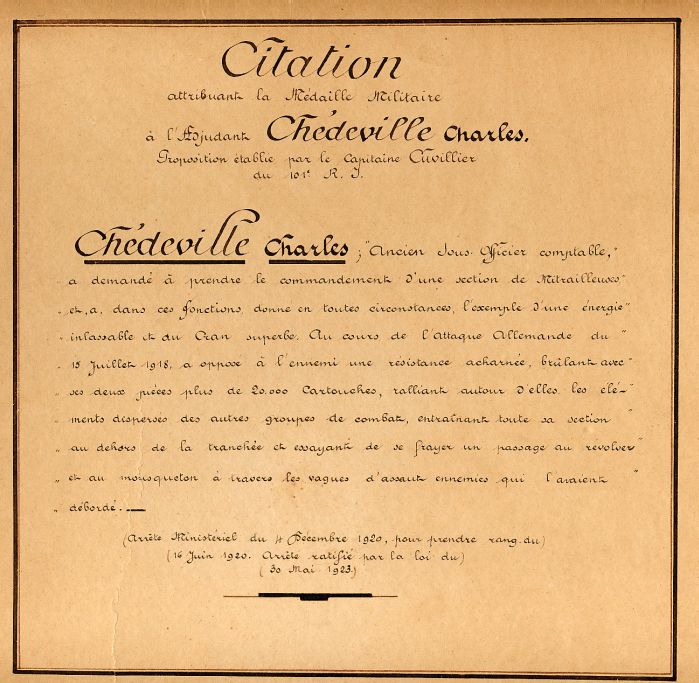 Citation
attribuant la Médaille Militaire
à l'Adjudant Chédeville Charles.
Proposition établie par le Capitaine Cuvillier
du 101e R. I.
Chédeville Charles ; "Ancien Sous-Officier comptable, "
" a demandé à prendre le commandement d'une section de Mitrailleuses "
" et, a, dans ces fonctions, donné en toutes circonstances, l'exemple d'une énergie "
" inlassable et du Cran superbe. Au cours de l'Attaque Allemande du "
" 15 Juillet 1918, a opposé à l'ennemi une résistance acharnée, brûlant avec "
" ses deux pièces plus de 20.000 Cartouches, ralliant autour d'elles les élé- "
" ments dispersés des autres groupes de combat, entraînant toute sa section "
" au dehors de la tranchée et essayant de se frayer un passage au revolver "
" et au mousqueton à travers les vagues d'assaut ennemies qui l'avaient "
" débordé. —
(Arrêté Ministériel du 4 Décembre 1920, pour prendre rang du)
(16 Juin 1920. Arrêté ratifié par la loi du)
(30 Mai 1923.)